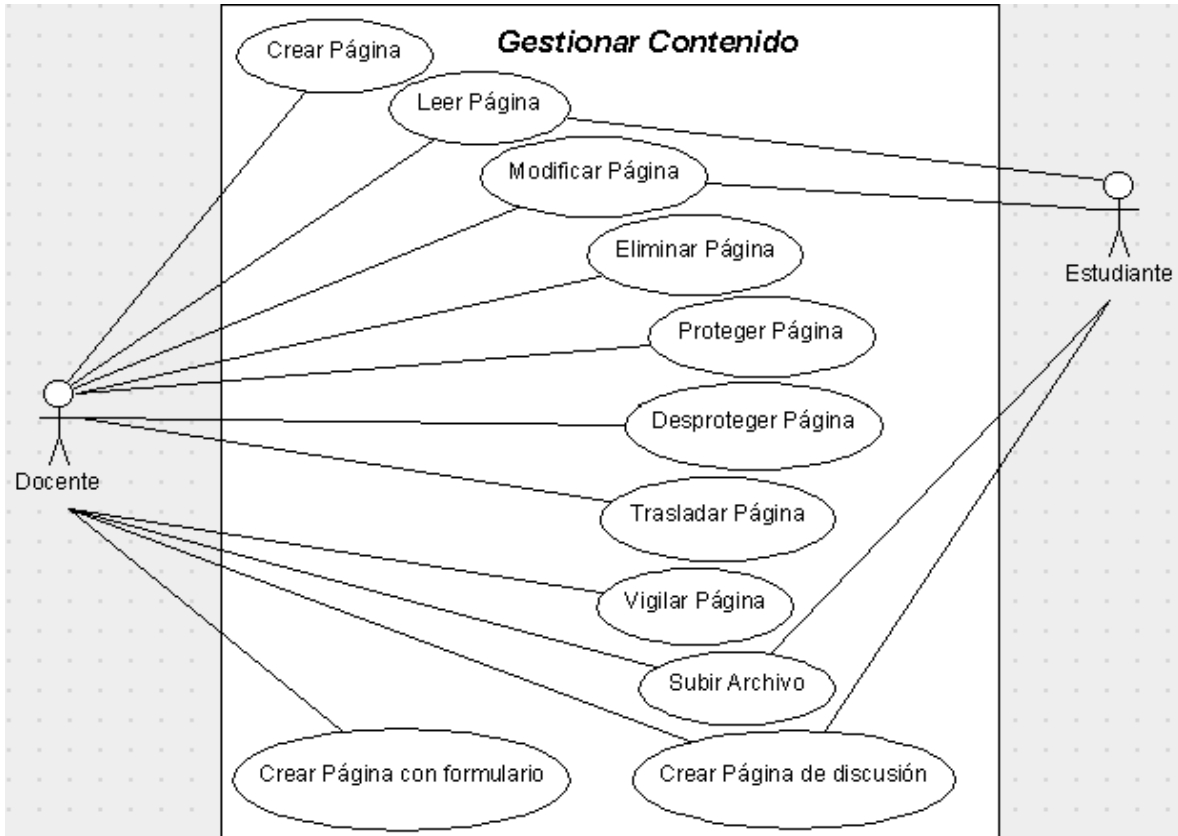 Gestionar Contenido
Crear Página
Leer Página
Modificar Página
Eliminar Página
Estudiante
Proteger Página
Desproteger Página
Docente
Trasladar Página
Vigilar Página
Subir Archivo
Crear Página con formulario
Crear Página de discusión